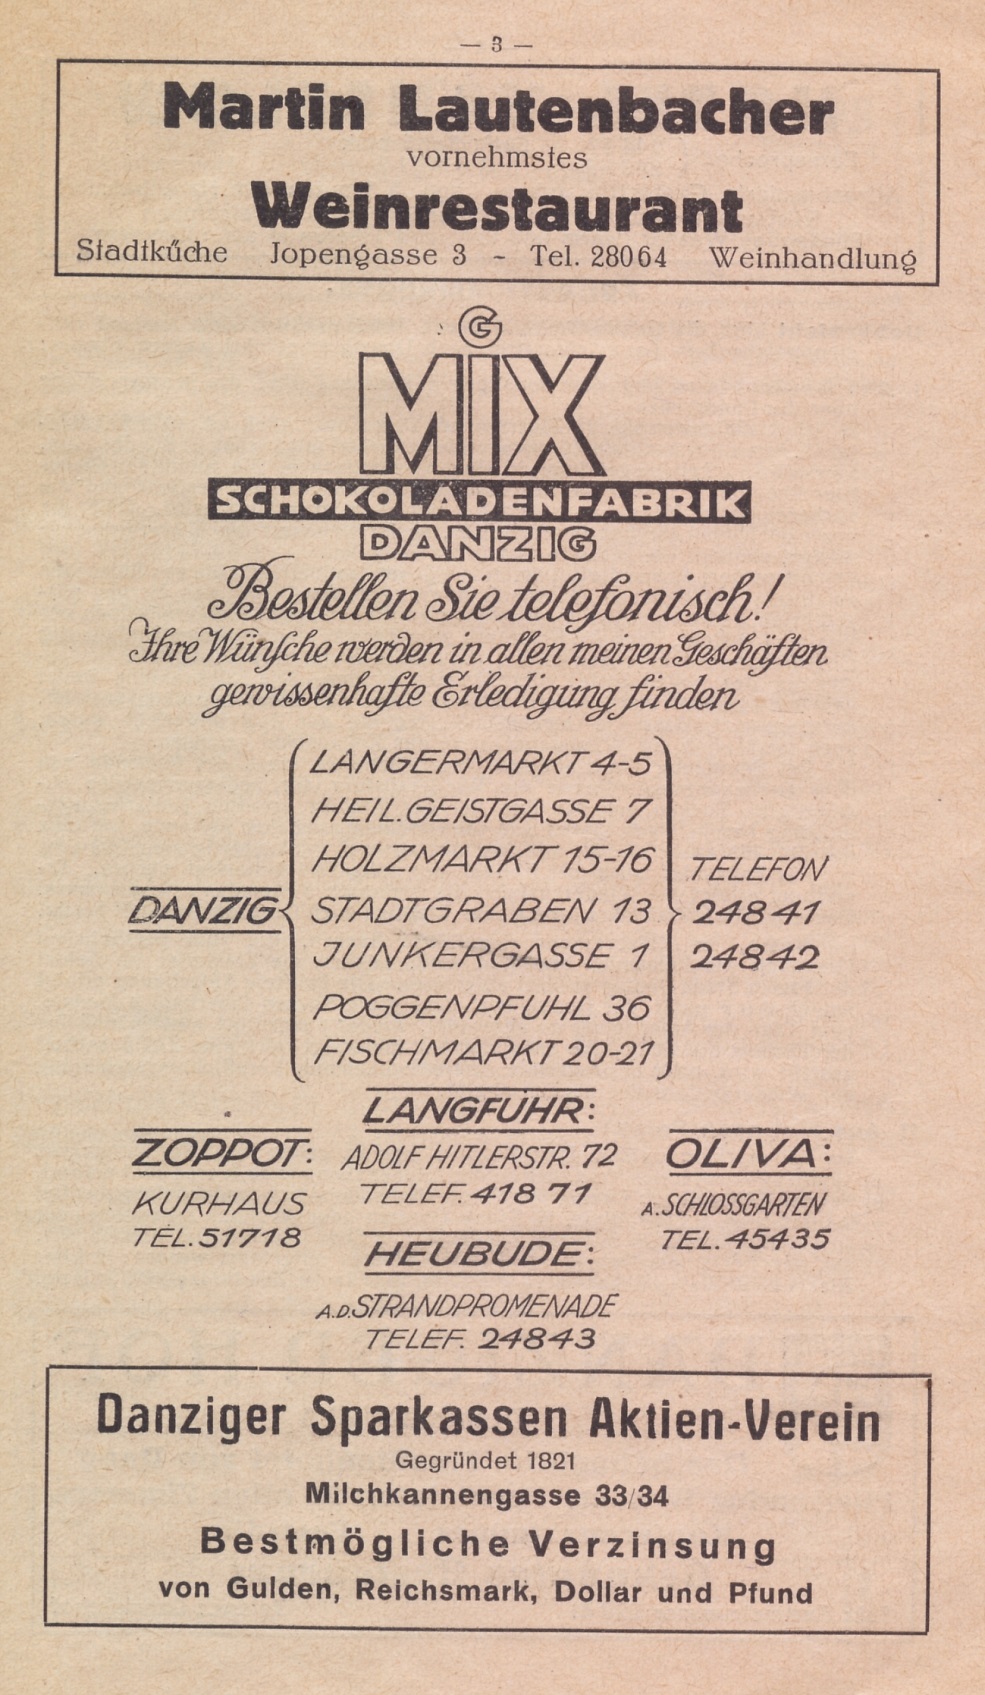 — 3 —
Martin Lautenbacher
vornehmstes
Weinrestaurant
Stadtküche Jopengasse 3 - Tel. 28064 Weinhandlung
G
MIX
SCHOKOLADENFABRIK
DANZIG
Bestellen Sie telefonisch!
Ihre Wünsche werden in allen meinen Geschäften
gewissenhafte Erledigung finden
DANZIG
LANGERMARKT 4-5
HEIL. GEISTGASSE 7
HOLZMARKT 15-16
STADTGRABEN 13
JUNKERGASSE 1
POGGENPFUHL 36
FISCHMARKT 20-21
TELEFON
24841
24842
LANGFUHR:
ADOLF HITLERSTR. 72
TELEF. 41871
ZOPPOT:
KURHAUS
TEL. 51718
OLIVA:
A. SCHLOSSGARTEN
TEL. 45435
HEUBUDE:
A.D. STRANDPROMENADE
TELEF. 24843
Danziger Sparkassen Aktien-Verein
Gegründet 1821
Milchkannengasse 33/34
Bestmögliche Verzinsung
von Gulden, Reichsmark, Dollar und Pfund